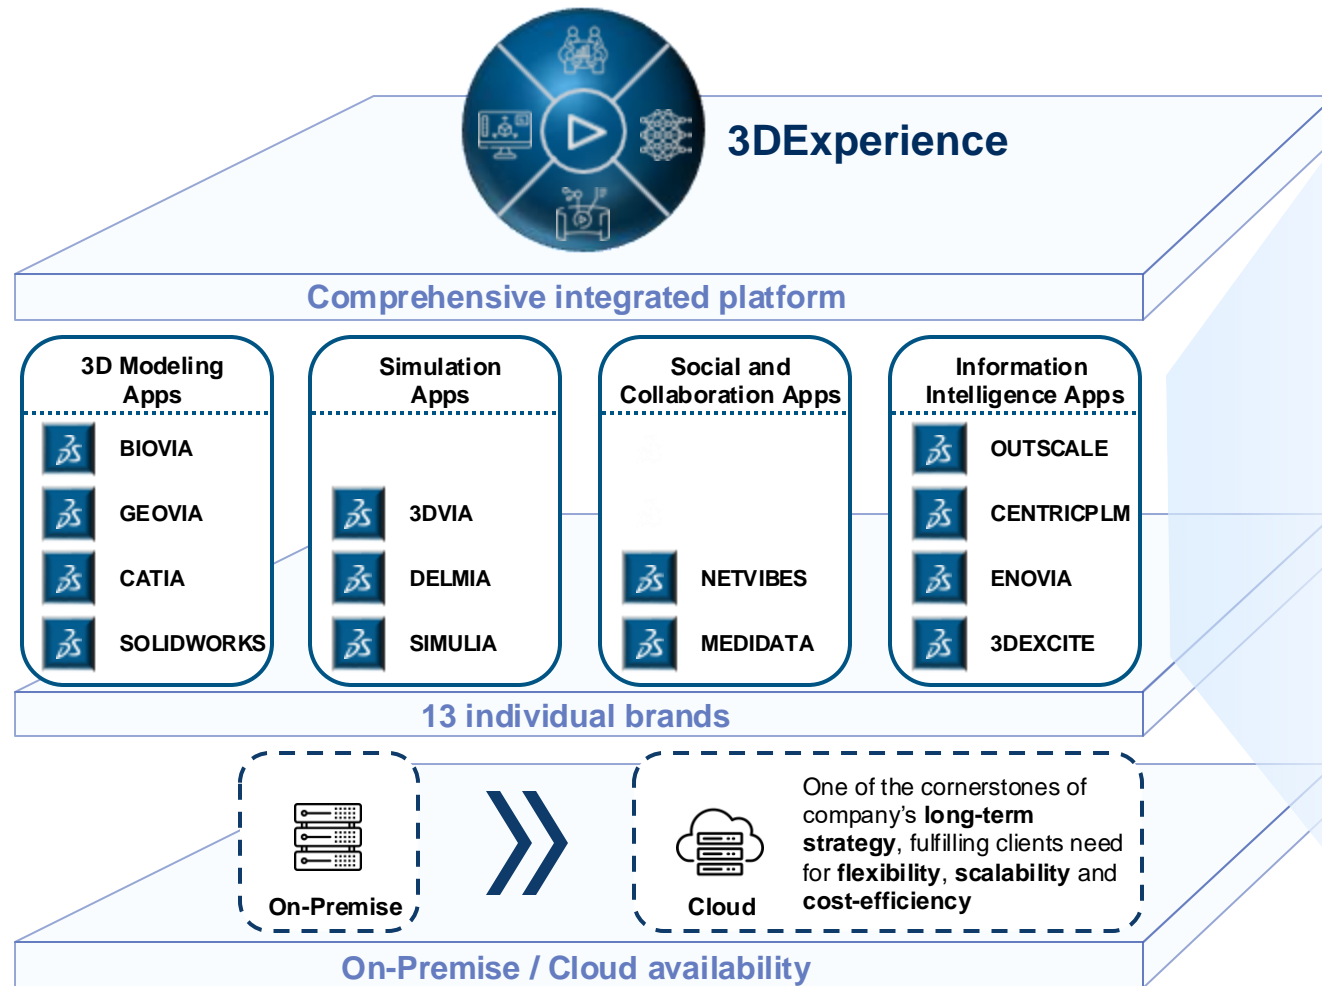 3DExperience
Comprehensive integrated platform
3D Modeling
Apps
BIOVIA
GEOVIA
CATIA
SOLIDWORKS
Simulation
Apps
3DVIA
DELMIA
SIMULIA
Social and
Collaboration Apps
NETVIBES
MEDIDATA
Information
Intelligence Apps
OUTSCALE
CENTRICPLM
ENOVIA
3DEXCITE
13 individual brands
On-Premise
Cloud
One of the cornerstones of
company’s long-term
strategy, fulfilling clients need
for flexibility, scalability and
cost-efficiency
On-Premise / Cloud availability